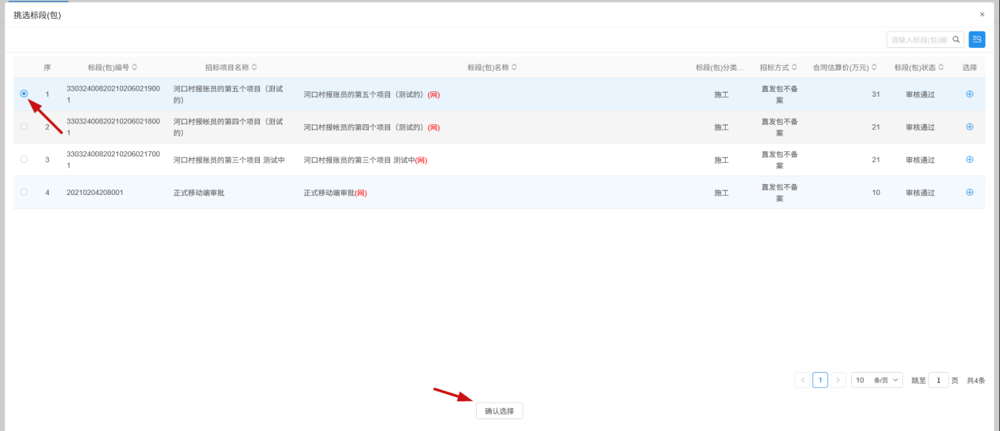 挑选标段(包)
请输入标段(包)编
序 标段(包)编号 招标项目名称 标段(包)名称 标段(包)分类... 招标方式 合同估算价(万元) 标段(包)状态 选择
1 33032400820210206021900 河口村报账员的第五个项目（测试 河口村报账员的第五个项目（测试的）(网) 施工 直发包不备 31 审核通过
1 的） 案
2 33032400820210206021800 河口村报帐员的第四个项目（测试 河口村报帐员的第四个项目（测试的）(网) 施工 直发包不备 21 审核通过
1 的） 案
3 33032400820210206021700 河口村报账员的第三个项目 测试中 河口村报账员的第三个项目 测试中(网) 施工 直发包不备 21 审核通过
1 案
4 20210204208001 正式移动端审批 正式移动端审批(网) 施工 直发包不备 10 审核通过
案
1 10 条/页 跳至 1 页 共4条
确认选择